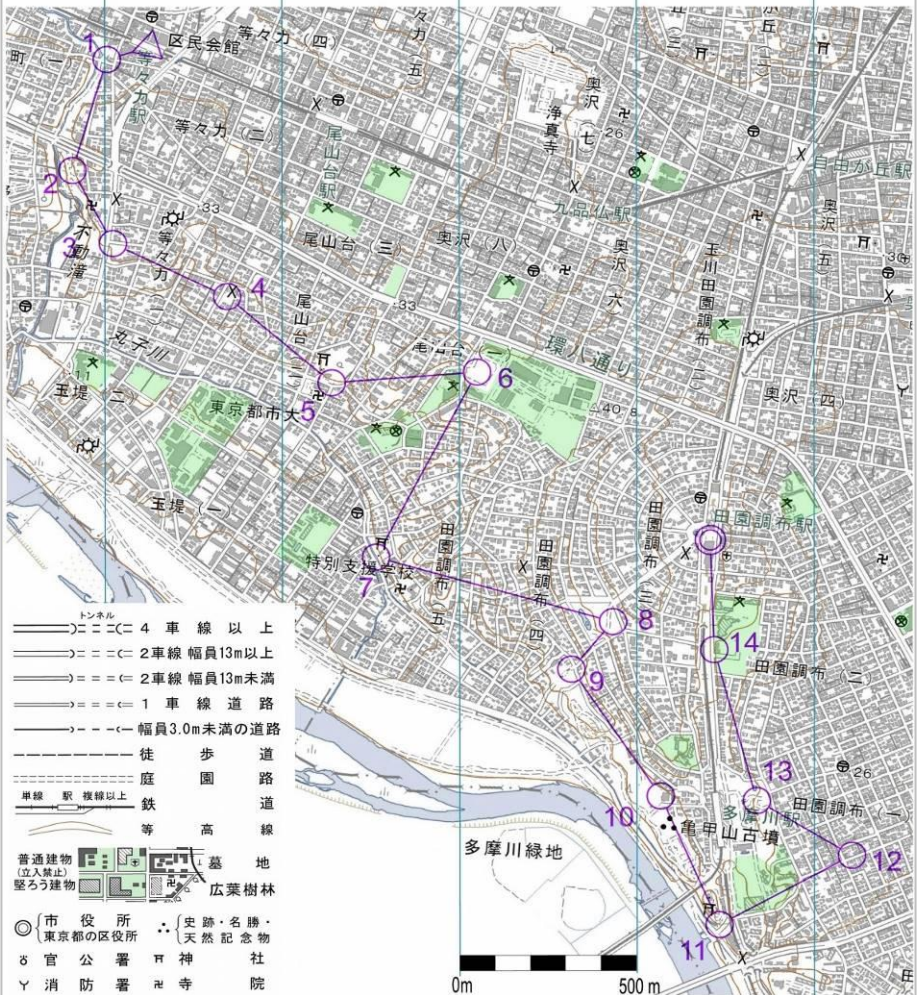 区民会館
等々力(四)
等々力駅
等々力(二)
尾山台駅
奥沢(七)
浄真寺
26
自由が丘駅
九品仏駅
奥沢(五)
33
不動滝
等々力(一)
尾山台(三)
奥沢(八)
奥沢(六)
玉川田園調布(二)
33
尾山台(二)
尾山台(一)
環八通り
丸子川
玉堤(二)
東京都市大
40
奥沢(四)
玉堤(一)
田園調布駅
特別支援学校
田園調布(五)
田園調布(四)
田園調布(三)
田園調布(二)
26
多摩川駅
田園調布(一)
亀甲山古墳
多摩川緑地
1
2
3
4
5
6
7
8
9
10
11
12
13
14
トンネル
4車線以上
2車線 幅員13m以上
2車線 幅員13m未満
1車線道路
幅員3.0m未満の道路
徒歩道
庭園路
単線 駅 複線以上
鉄道
等高線
普通建物
(立入禁止)
堅ろう建物
墓地
広葉樹林
市役所
東京都の区役所
史跡・名勝・
天然記念物
官公署
神社
消防署
寺院
0m
500 m